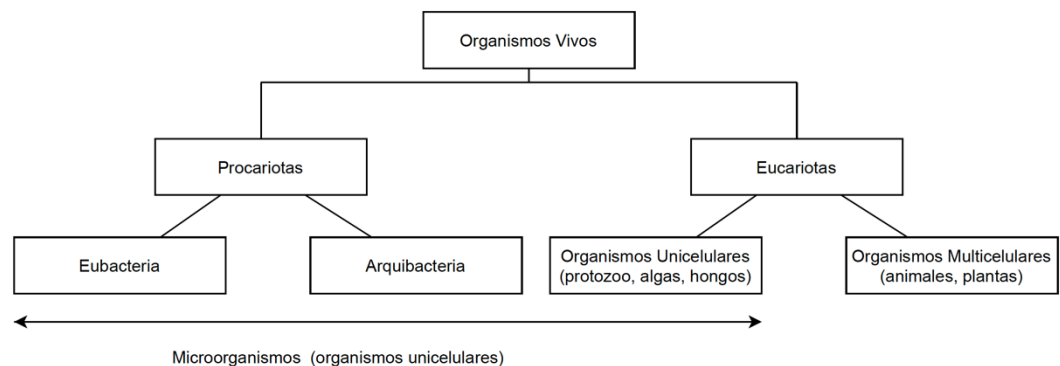 Organismos Vivos
Procariotas
Eucariotas
Eubacteria
Arquibacteria
Organismos Unicelulares
(protozoo, algas, hongos)
Organismos Multicelulares
(animales, plantas)
Microorganismos (organismos unicelulares)